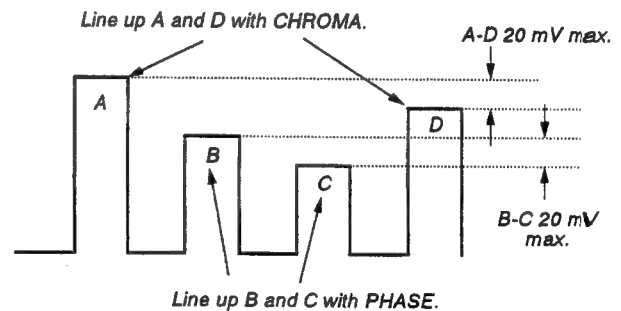 Line up A and D with CHROMA.
A-D 20 mV max.
A
B
C
D
B-C 20 mV
max.
Line up B and C with PHASE.